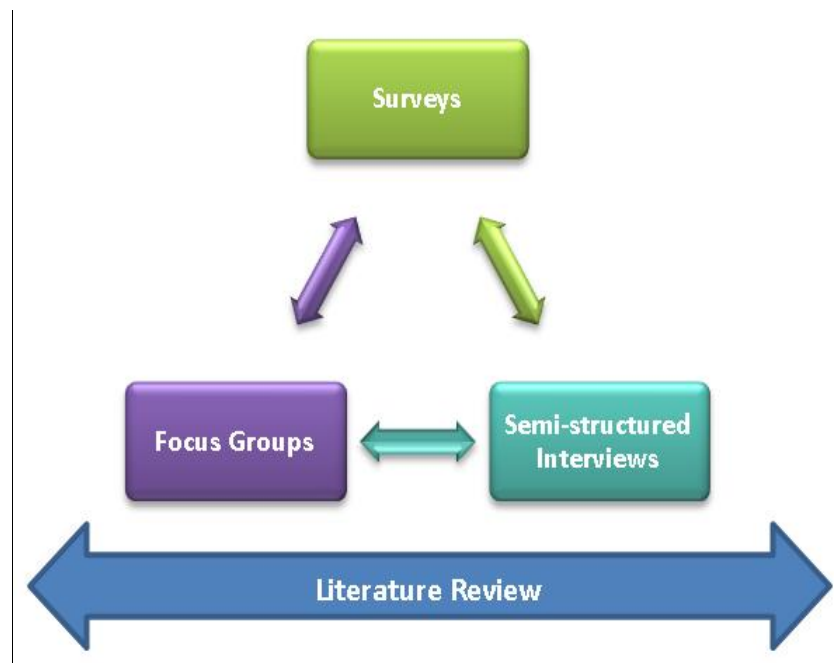 Surveys
Focus Groups
Semi-structured
Interviews
Literature Review